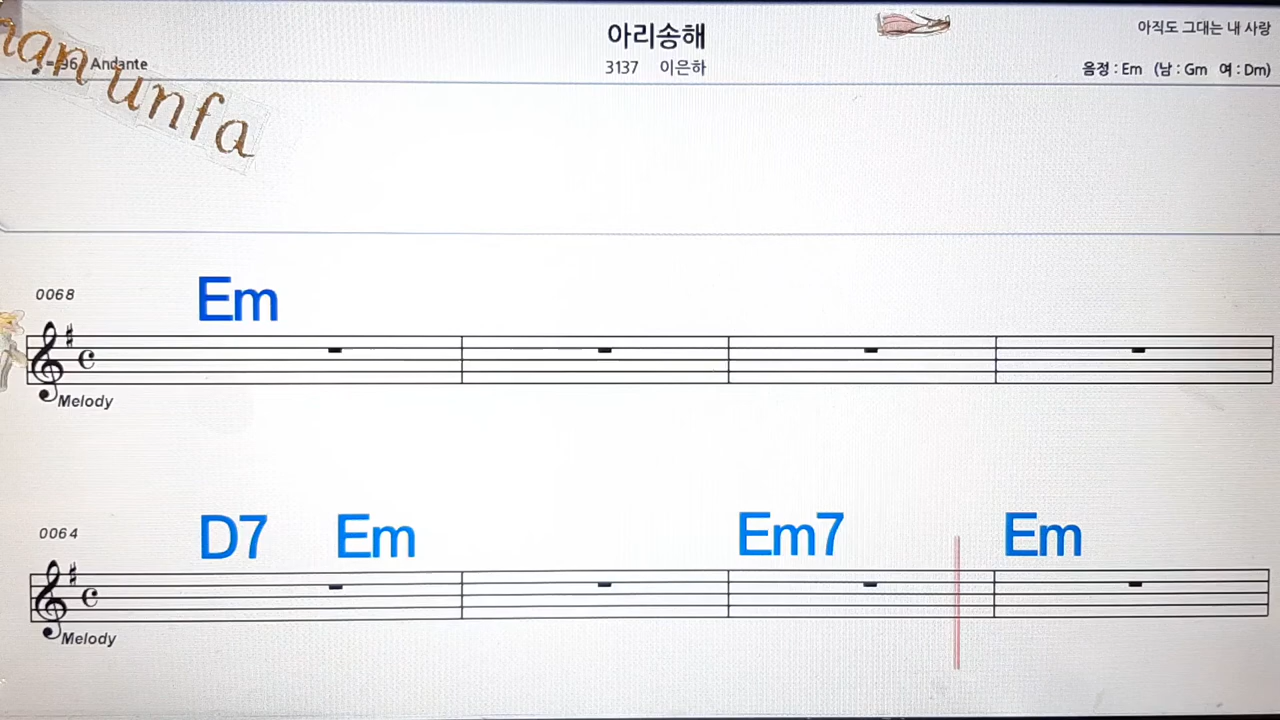 아리송해
아직도 그대는 내 사랑
=96 Andante
3137 이은하
음정 : Em (남 : Gm 여 : Dm)
unfa
0068
Em
Melody
0064
D7 Em Em7 Em
Melody